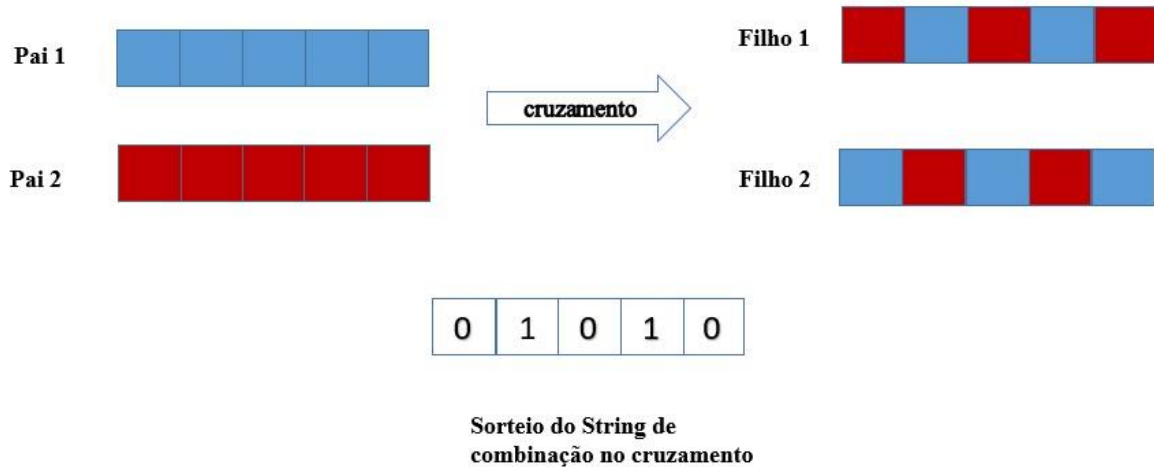 Pai 1
Filho 1
cruzamento
Pai 2
Filho 2
0 1 0 1 0
Sorteio do String de
combinação no cruzamento